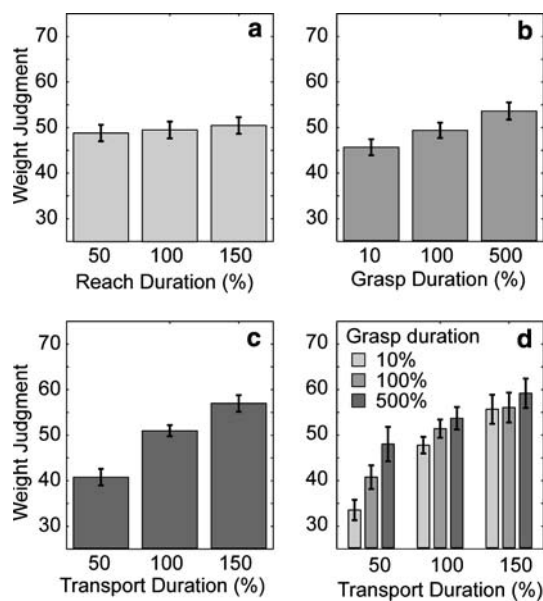 a
70
60
50
40
30
Weight Judgment
50 100 150
Reach Duration (%)
b
70
60
50
40
30
10 100 500
Grasp Duration (%)
c
70
60
50
40
30
Weight Judgment
50 100 150
Transport Duration (%)
d
Grasp duration
10%
100%
500%
70
60
50
40
30
50 100 150
Transport Duration (%)